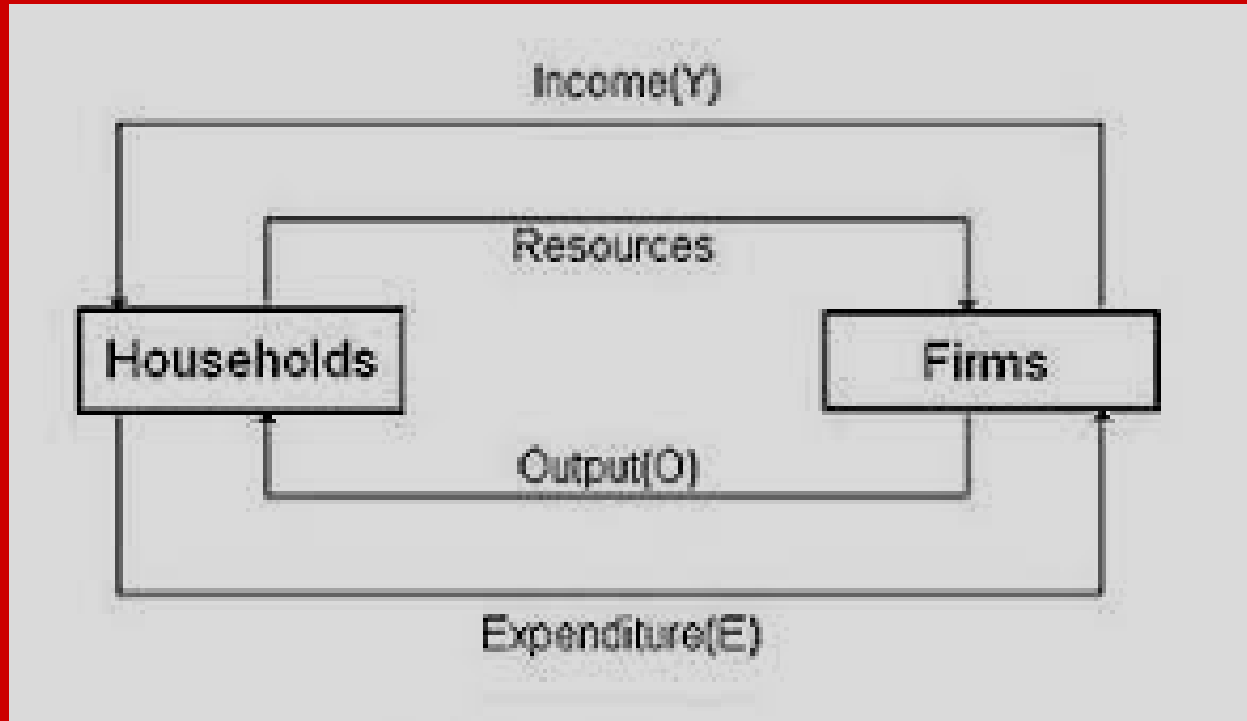 Income(Y)
Resources
Households
Firms
Output(O)
Expenditure(E)